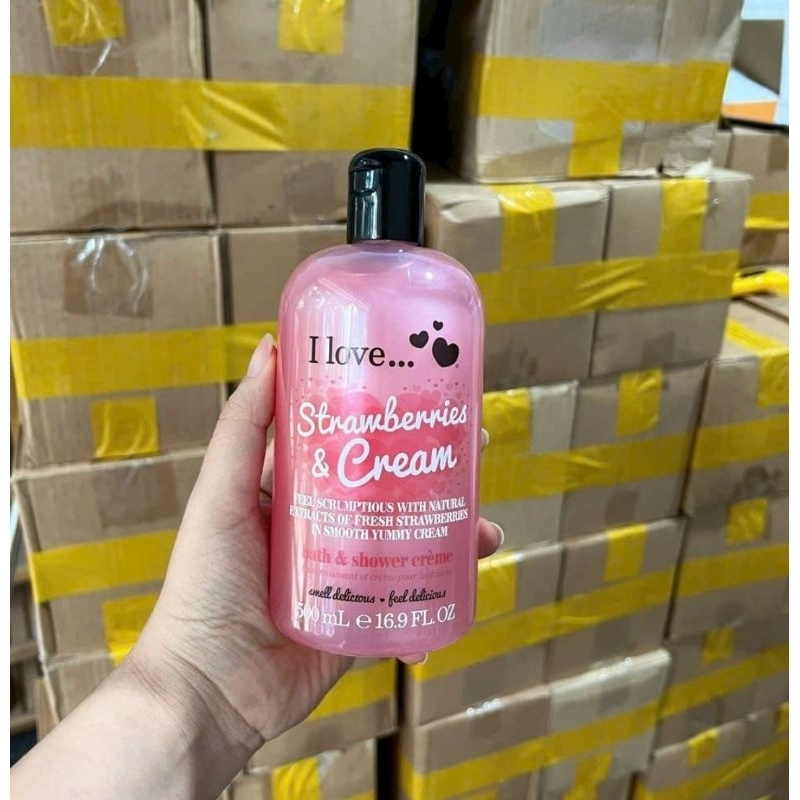 I love...
Strawberries
& Cream
FEEL SCRUMPTIOUS WITH NATURAL
EXTRACTS OF FRESH STRAWBERRIES
IN SMOOTH YUMMY CREAM
bath & shower crème
smell delicious ♥ feel delicious
500 mL ℮ 16.9 FL. OZ